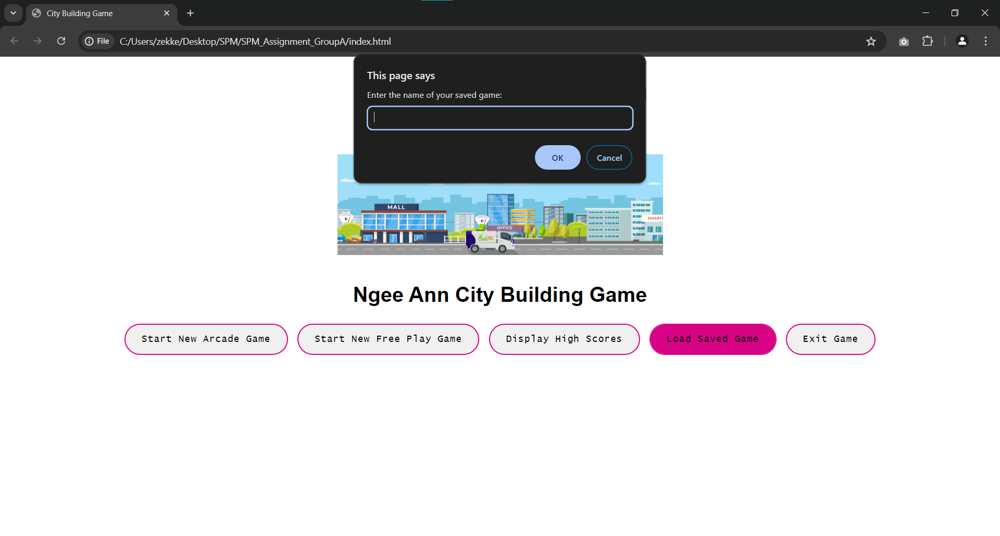 City Building Game
File
C:/Users/zekke/Desktop/SPM/SPM_Assignment_GroupA/index.html
This page says
Enter the name of your saved game:
OK
Cancel
MALL
OFFICE
HOSPIT
Ngee Ann City Building Game
Start New Arcade Game
Start New Free Play Game
Display High Scores
Load Saved Game
Exit Game